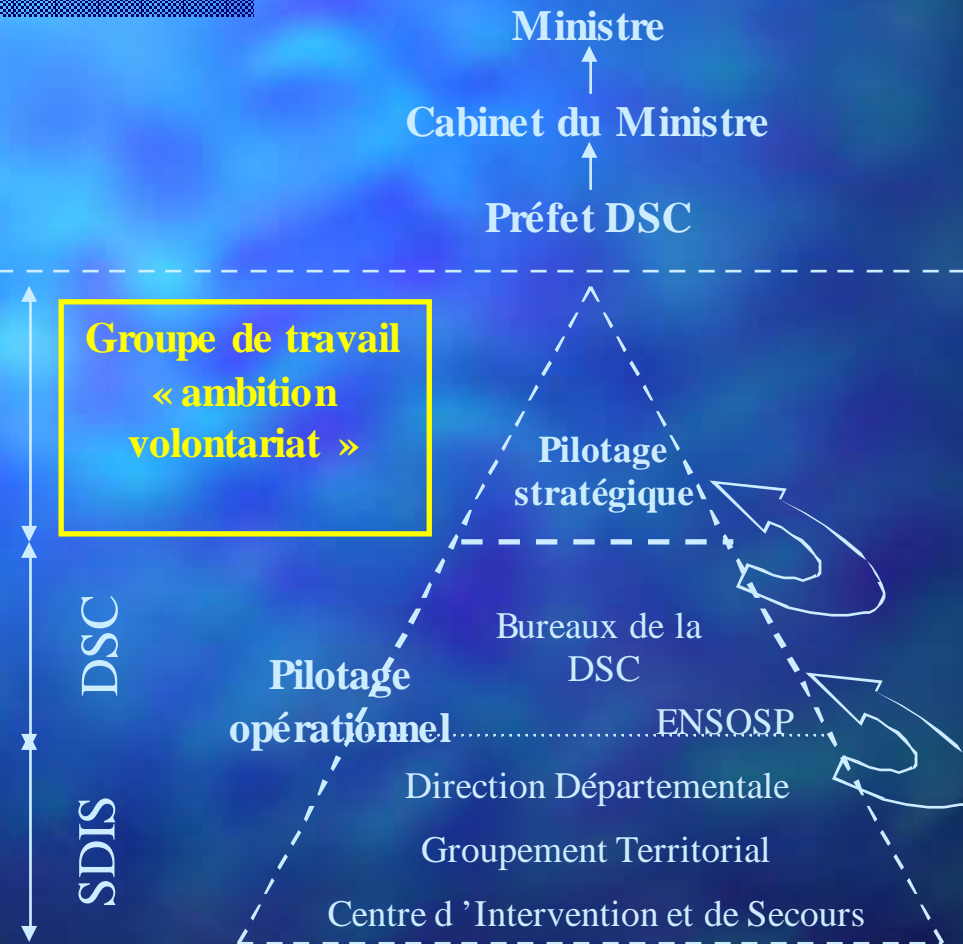 Ministre
Cabinet du Ministre
Préfet DSC
Groupe de travail
« ambition
volontariat »
Pilotage
stratégique
DSC
Bureaux de la
DSC
Pilotage
opérationnel
ENSOSP
SDIS
Direction Départementale
Groupement Territorial
Centre d ’Intervention et de Secours